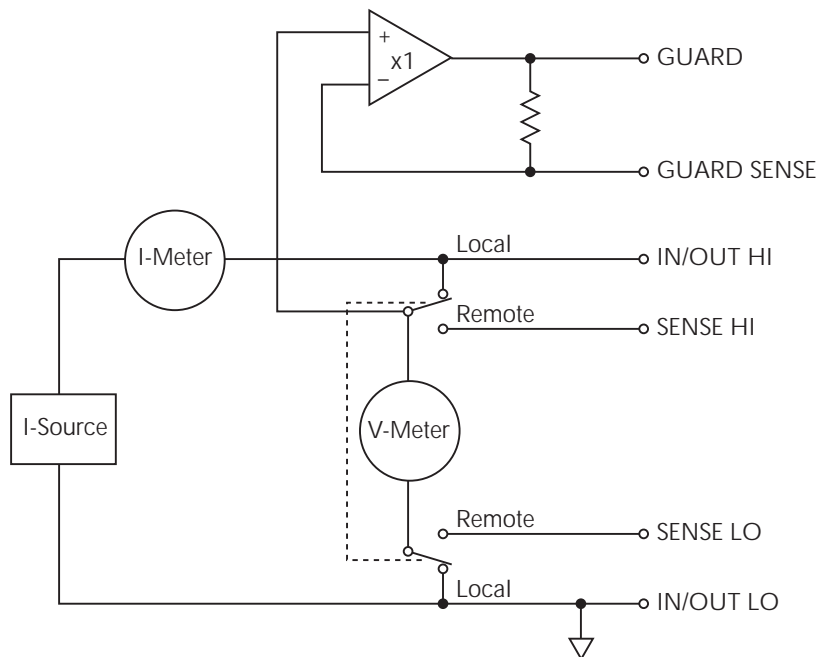 +
x1
−
GUARD
GUARD SENSE
I-Meter
Local
IN/OUT HI
Remote
SENSE HI
I-Source
V-Meter
Remote
SENSE LO
Local
IN/OUT LO